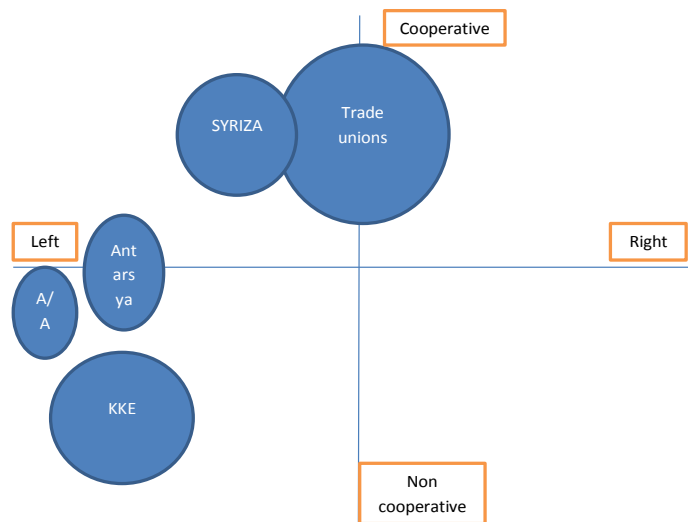 Cooperative
SYRIZA
Trade
unions
Left
Right
Ant
ars
ya
A/
A
KKE
Non
cooperative